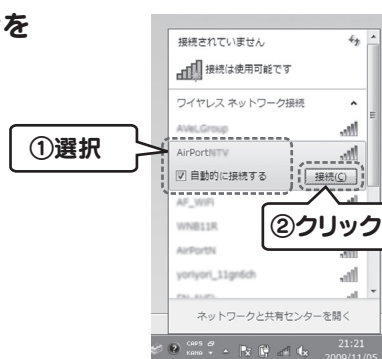 を
接続されていません
接続は使用可能です
ワイヤレス ネットワーク接続
AVeLGroup
①選択
AirPortNTV
自動的に接続する
接続(C)
AF_WiFi
②クリック
WNB11R
AirPortN
yoriyori_11gn6ch
ネットワークと共有センターを開く
CAPS
KANA
21:21
2009/11/05